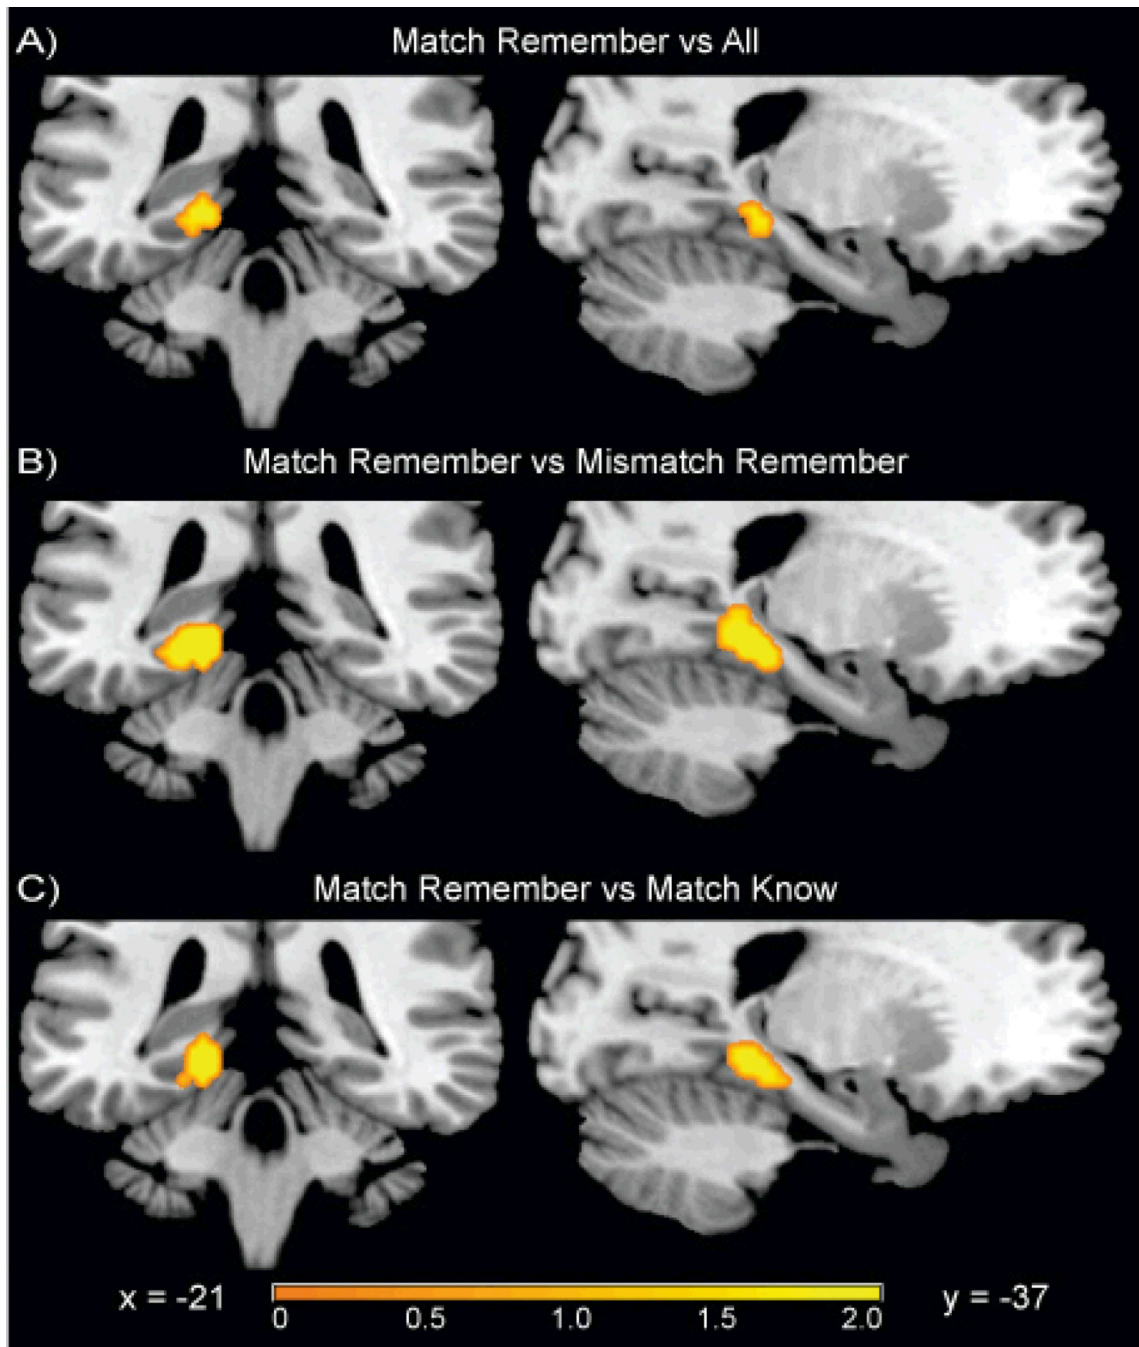 A) Match Remember vs All
B) Match Remember vs Mismatch Remember
C) Match Remember vs Match Know
x = -21 y = -37
0 0.5 1.0 1.5 2.0